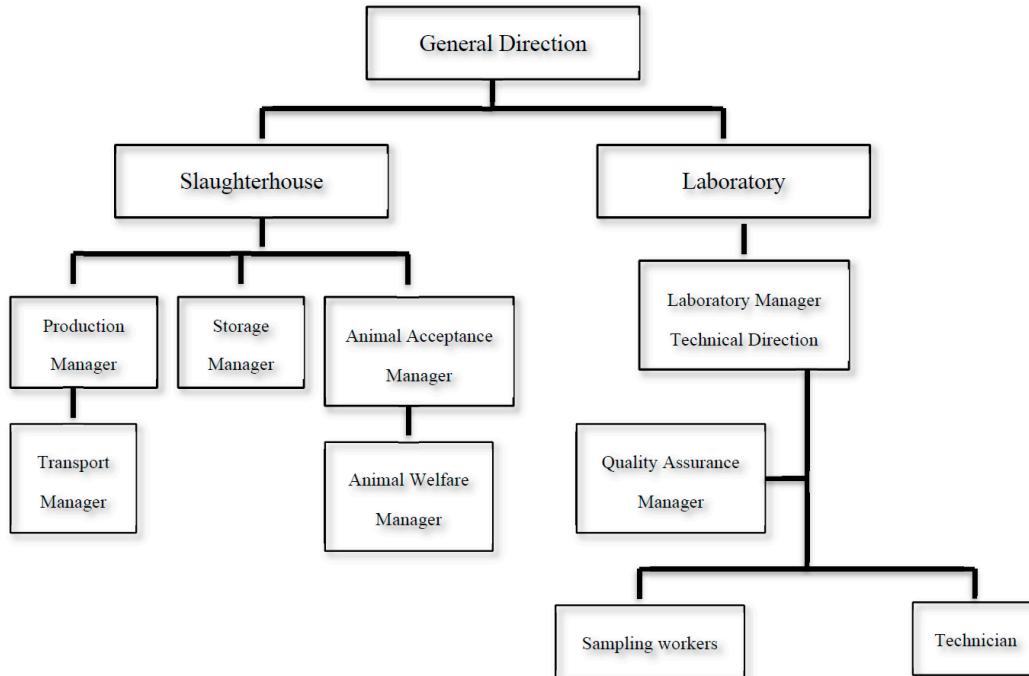 General Direction
Slaughterhouse
Laboratory
Production
Manager
Storage
Manager
Animal Acceptance
Manager
Laboratory Manager
Technical Direction
Transport
Manager
Animal Welfare
Manager
Quality Assurance
Manager
Sampling workers
Technician